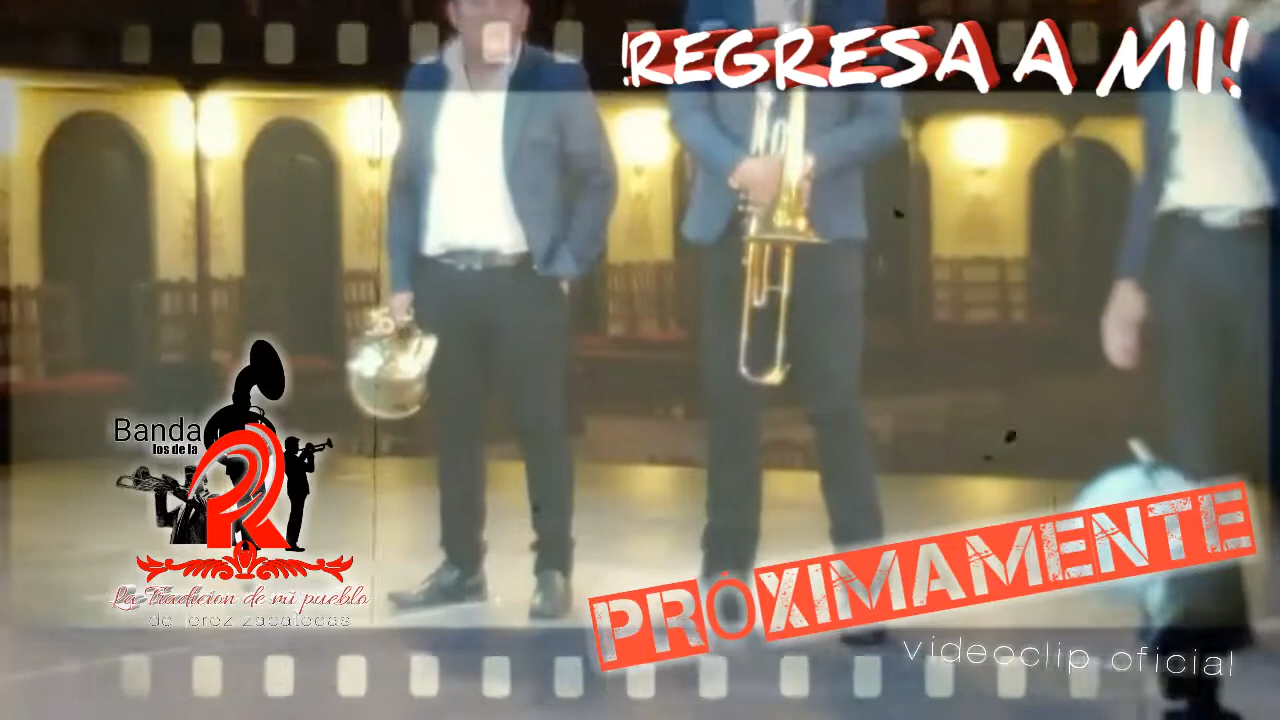 !REGRESA A MI!
Banda
los de la
R
La Tradicion de mi pueblo
de jerez zacatecas
PRÓXIMAMENTE
videoclip oficial